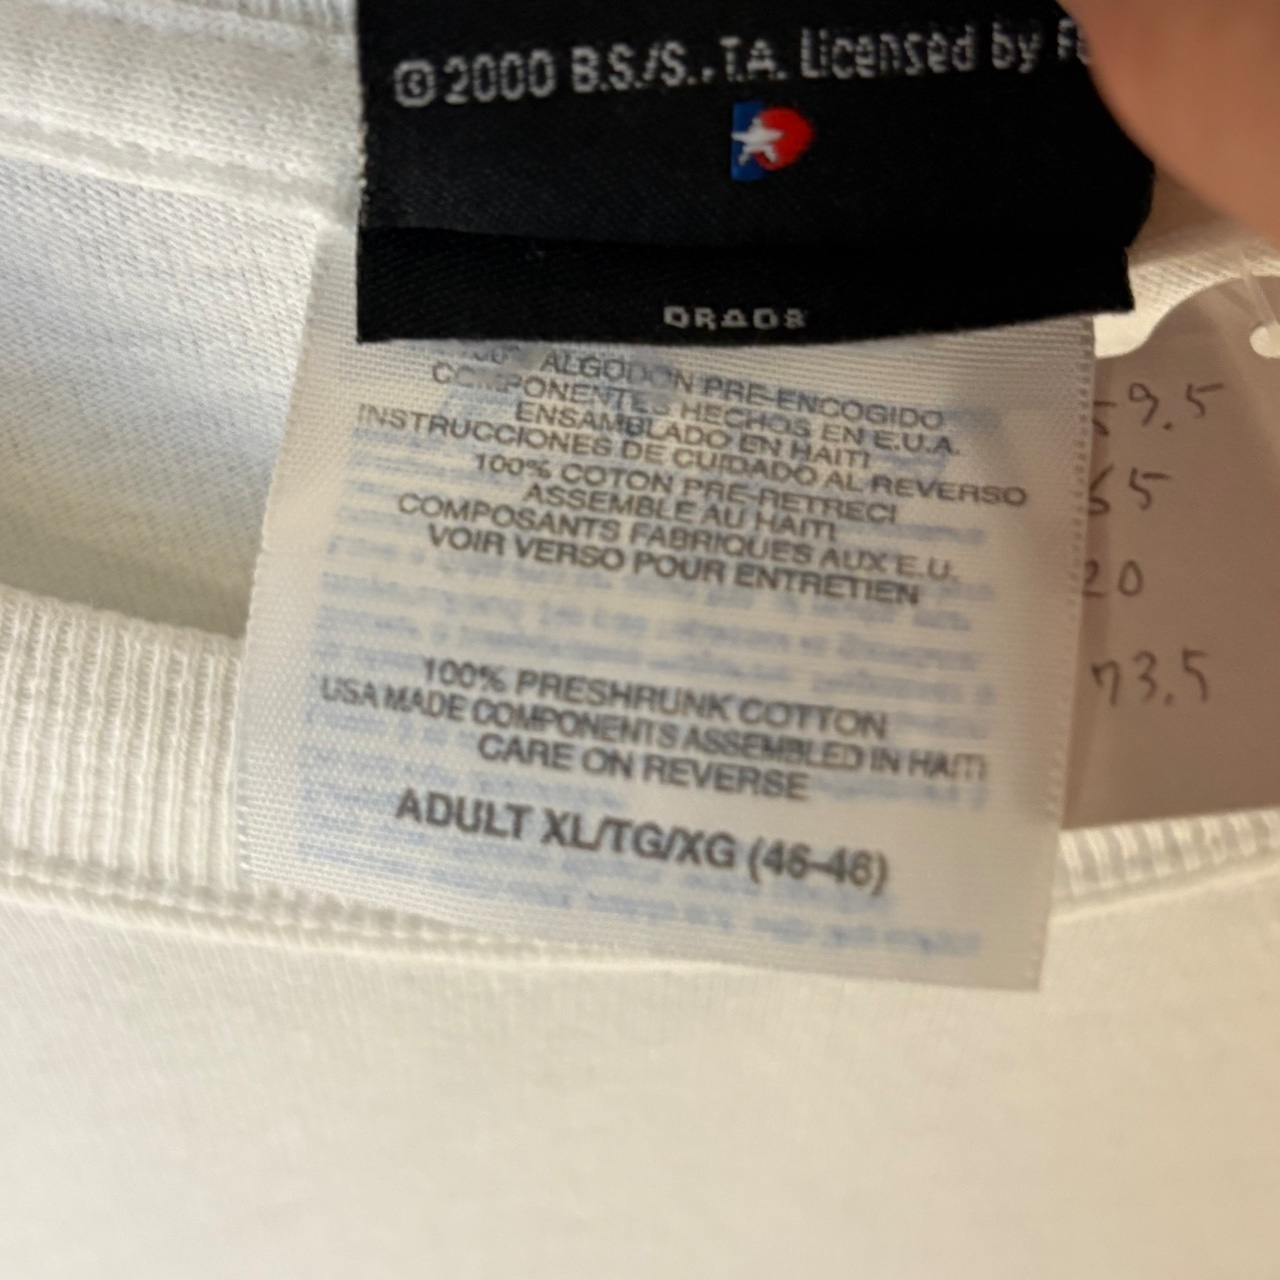 © 2000 B.S./S., T.A. Licensed by
ALGODON PRE-ENCOGIDO
COMPONENTES HECHOS EN E.U.A.
ENSAMBLADO EN HAITI
INSTRUCCIONES DE CUIDADO AL REVERSO
100% COTON PRE-RETRECI
ASSEMBLE AU HAITI
COMPOSANTS FABRIQUES AUX E.U.
VOIR VERSO POUR ENTRETIEN
100% PRESHRUNK COTTON
USA MADE COMPONENTS ASSEMBLED IN HAITI
CARE ON REVERSE
ADULT XL/TG/XG (46-48)
59.5
65
20
73.5